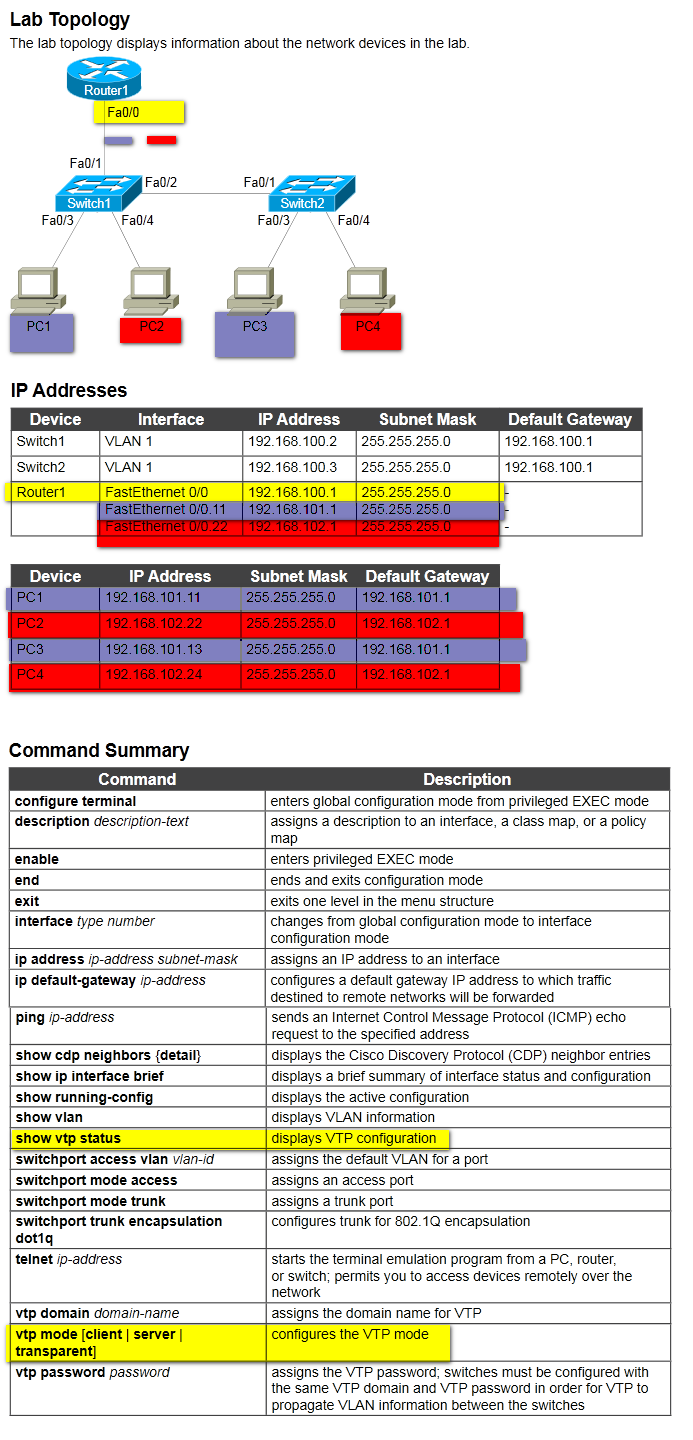 Lab Topology
The lab topology displays information about the network devices in the lab.
Router1
Fa0/0
Fa0/1
Fa0/2
Fa0/1
Switch1
Switch2
Fa0/3
Fa0/4
Fa0/3
Fa0/4
PC1
PC2
PC3
PC4
IP Addresses
Device Interface IP Address Subnet Mask Default Gateway
Switch1 VLAN 1 192.168.100.2 255.255.255.0 192.168.100.1
Switch2 VLAN 1 192.168.100.3 255.255.255.0 192.168.100.1
Router1 FastEthernet 0/0 192.168.100.1 255.255.255.0 -
FastEthernet 0/0.11 192.168.101.1 255.255.255.0 -
FastEthernet 0/0.22 192.168.102.1 255.255.255.0 -
Device IP Address Subnet Mask Default Gateway
PC1 192.168.101.11 255.255.255.0 192.168.101.1
PC2 192.168.102.22 255.255.255.0 192.168.102.1
PC3 192.168.101.13 255.255.255.0 192.168.101.1
PC4 192.168.102.24 255.255.255.0 192.168.102.1
Command Summary
Command Description
configure terminal enters global configuration mode from privileged EXEC mode
description description-text assigns a description to an interface, a class map, or a policy
map
enable enters privileged EXEC mode
end ends and exits configuration mode
exit exits one level in the menu structure
interface type number changes from global configuration mode to interface
configuration mode
ip address ip-address subnet-mask assigns an IP address to an interface
ip default-gateway ip-address configures a default gateway IP address to which traffic
destined to remote networks will be forwarded
ping ip-address sends an Internet Control Message Protocol (ICMP) echo
request to the specified address
show cdp neighbors {detail} displays the Cisco Discovery Protocol (CDP) neighbor entries
show ip interface brief displays a brief summary of interface status and configuration
show running-config displays the active configuration
show vlan displays VLAN information
show vtp status displays VTP configuration
switchport access vlan vlan-id assigns the default VLAN for a port
switchport mode access assigns an access port
switchport mode trunk assigns a trunk port
switchport trunk encapsulation configures trunk for 802.1Q encapsulation
dot1q
telnet ip-address starts the terminal emulation program from a PC, router,
or switch; permits you to access devices remotely over the
network
vtp domain domain-name assigns the domain name for VTP
vtp mode [client | server | configures the VTP mode
transparent]
vtp password password assigns the VTP password; switches must be configured with
the same VTP domain and VTP password in order for VTP to
propagate VLAN information between the switches